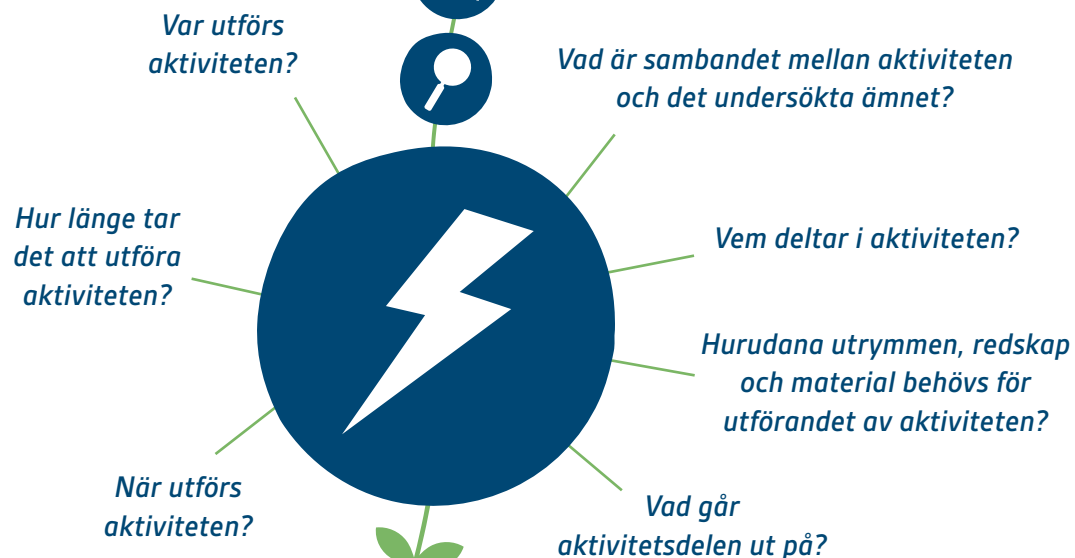 Var utförs
aktiviteten?
Vad är sambandet mellan aktiviteten
och det undersökta ämnet?
Hur länge tar
det att utföra
aktiviteten?
Vem deltar i aktiviteten?
Hurudana utrymmen, redskap
och material behövs för
utförandet av aktiviteten?
När utförs
aktiviteten?
Vad går
aktivitetsdelen ut på?